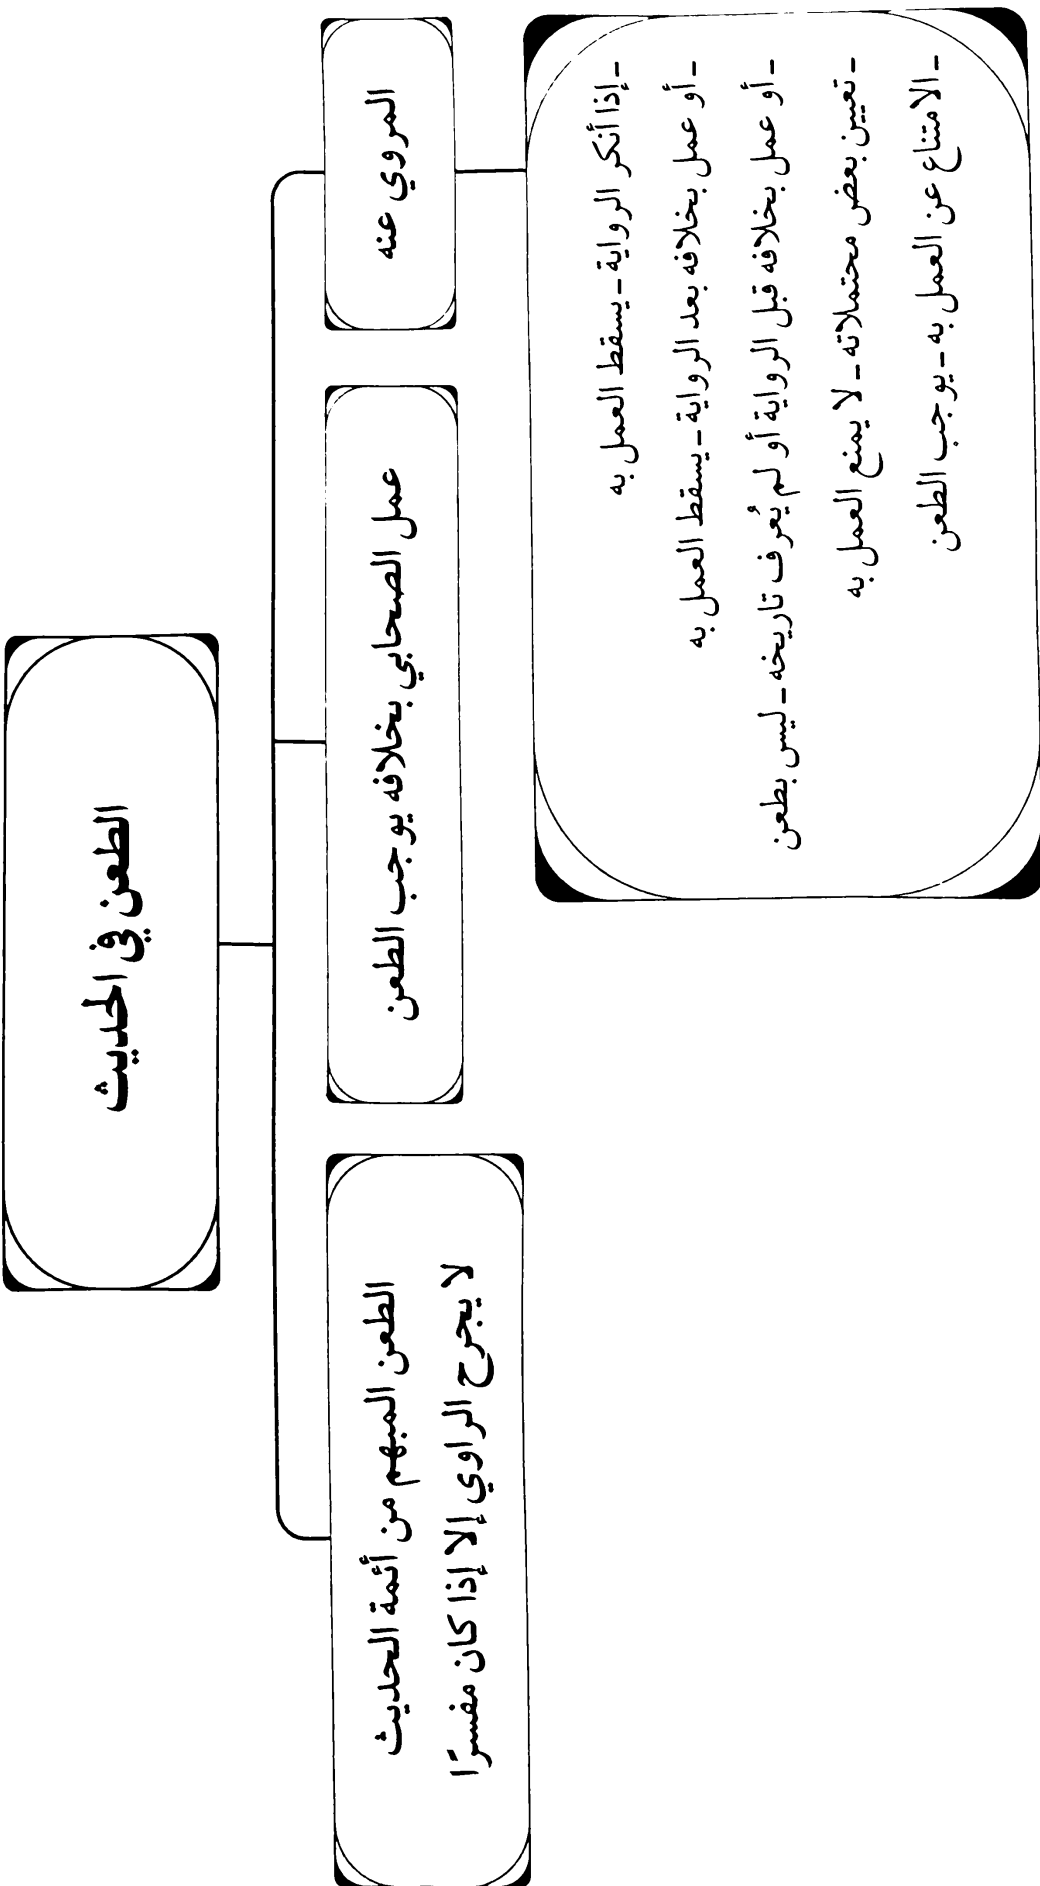 الطعن في الحديث
المروي عنه
عمل الصحابي بخلافه يوجب الطعن
الطعن المبهم من أئمة الحديث
لا يجرح الراوي إلا إذا كان مفسرًا
ـ إذا أنكر الرواية ـ يسقط العمل به
ـ أو عمل بخلافه بعد الرواية ـ يسقط العمل به
ـ أو عمل بخلافه قبل الرواية أو لم يُعرف تاريخه ـ ليس بطعن
ـ تعيين بعض محتملاته ـ لا يمنع العمل به
ـ الامتناع عن العمل به ـ يوجب الطعن